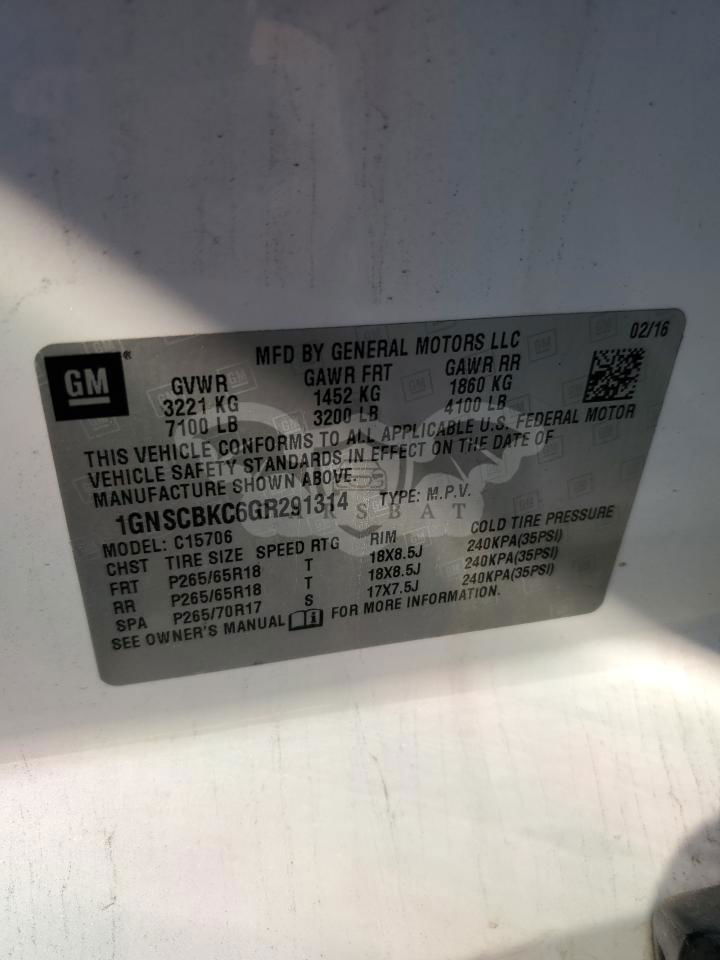 GM ®
MFD BY GENERAL MOTORS LLC 02/16
GVWR GAWR FRT GAWR RR
3221 KG 1452 KG 1860 KG
7100 LB 3200 LB 4100 LB
THIS VEHICLE CONFORMS TO ALL APPLICABLE U.S. FEDERAL MOTOR
VEHICLE SAFETY STANDARDS IN EFFECT ON THE DATE OF
MANUFACTURE SHOWN ABOVE.
1GNSCBKC6GR291314 TYPE: M.P.V.
MODEL: C15706
CHST TIRE SIZE SPEED RTG RIM COLD TIRE PRESSURE
FRT P265/65R18 T 18X8.5J 240KPA(35PSI)
RR P265/65R18 T 18X8.5J 240KPA(35PSI)
SPA P265/70R17 S 17X7.5J 240KPA(35PSI)
SEE OWNER'S MANUAL FOR MORE INFORMATION.